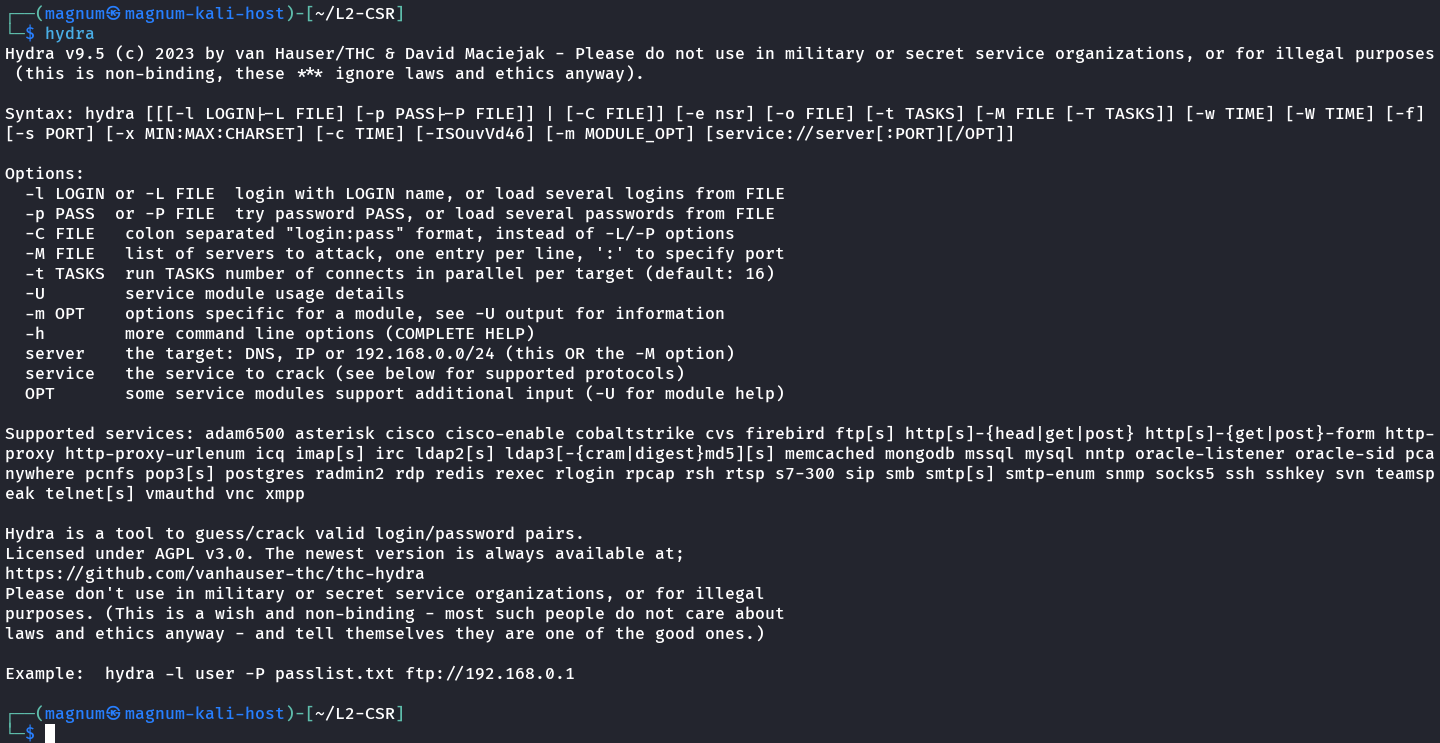 ┌──(magnum㉿magnum-kali-host)-[~/L2-CSR]
└─$ hydra
Hydra v9.5 (c) 2023 by van Hauser/THC & David Maciejak - Please do not use in military or secret service organizations, or for illegal purposes
 (this is non-binding, these *** ignore laws and ethics anyway).

Syntax: hydra [[[-l LOGIN|-L FILE] [-p PASS|-P FILE]] | [-C FILE]] [-e nsr] [-o FILE] [-t TASKS] [-M FILE [-T TASKS]] [-w TIME] [-W TIME] [-f]
[-s PORT] [-x MIN:MAX:CHARSET] [-c TIME] [-ISOuvVd46] [-m MODULE_OPT] [service://server[:PORT][/OPT]]

Options:
  -l LOGIN or -L FILE  login with LOGIN name, or load several logins from FILE
  -p PASS  or -P FILE  try password PASS, or load several passwords from FILE
  -C FILE   colon separated "login:pass" format, instead of -L/-P options
  -M FILE   list of servers to attack, one entry per line, ':' to specify port
  -t TASKS  run TASKS number of connects in parallel per target (default: 16)
  -U        service module usage details
  -m OPT    options specific for a module, see -U output for information
  -h        more command line options (COMPLETE HELP)
  server    the target: DNS, IP or 192.168.0.0/24 (this OR the -M option)
  service   the service to crack (see below for supported protocols)
  OPT       some service modules support additional input (-U for module help)

Supported services: adam6500 asterisk cisco cisco-enable cobaltstrike cvs firebird ftp[s] http[s]-{head|get|post} http[s]-{get|post}-form http-
proxy http-proxy-urlenum icq imap[s] irc ldap2[s] ldap3[-{cram|digest}md5][s] memcached mongodb mssql mysql nntp oracle-listener oracle-sid pca
nywhere pcnfs pop3[s] postgres radmin2 rdp redis rexec rlogin rpcap rsh rtsp s7-300 sip smb smtp[s] smtp-enum snmp socks5 ssh sshkey svn teamsp
eak telnet[s] vmauthd vnc xmpp

Hydra is a tool to guess/crack valid login/password pairs.
Licensed under AGPL v3.0. The newest version is always available at;
https://github.com/vanhauser-thc/thc-hydra
Please don't use in military or secret service organizations, or for illegal
purposes. (This is a wish and non-binding - most such people do not care about
laws and ethics anyway - and tell themselves they are one of the good ones.)

Example:  hydra -l user -P passlist.txt ftp://192.168.0.1

┌──(magnum㉿magnum-kali-host)-[~/L2-CSR]
└─$